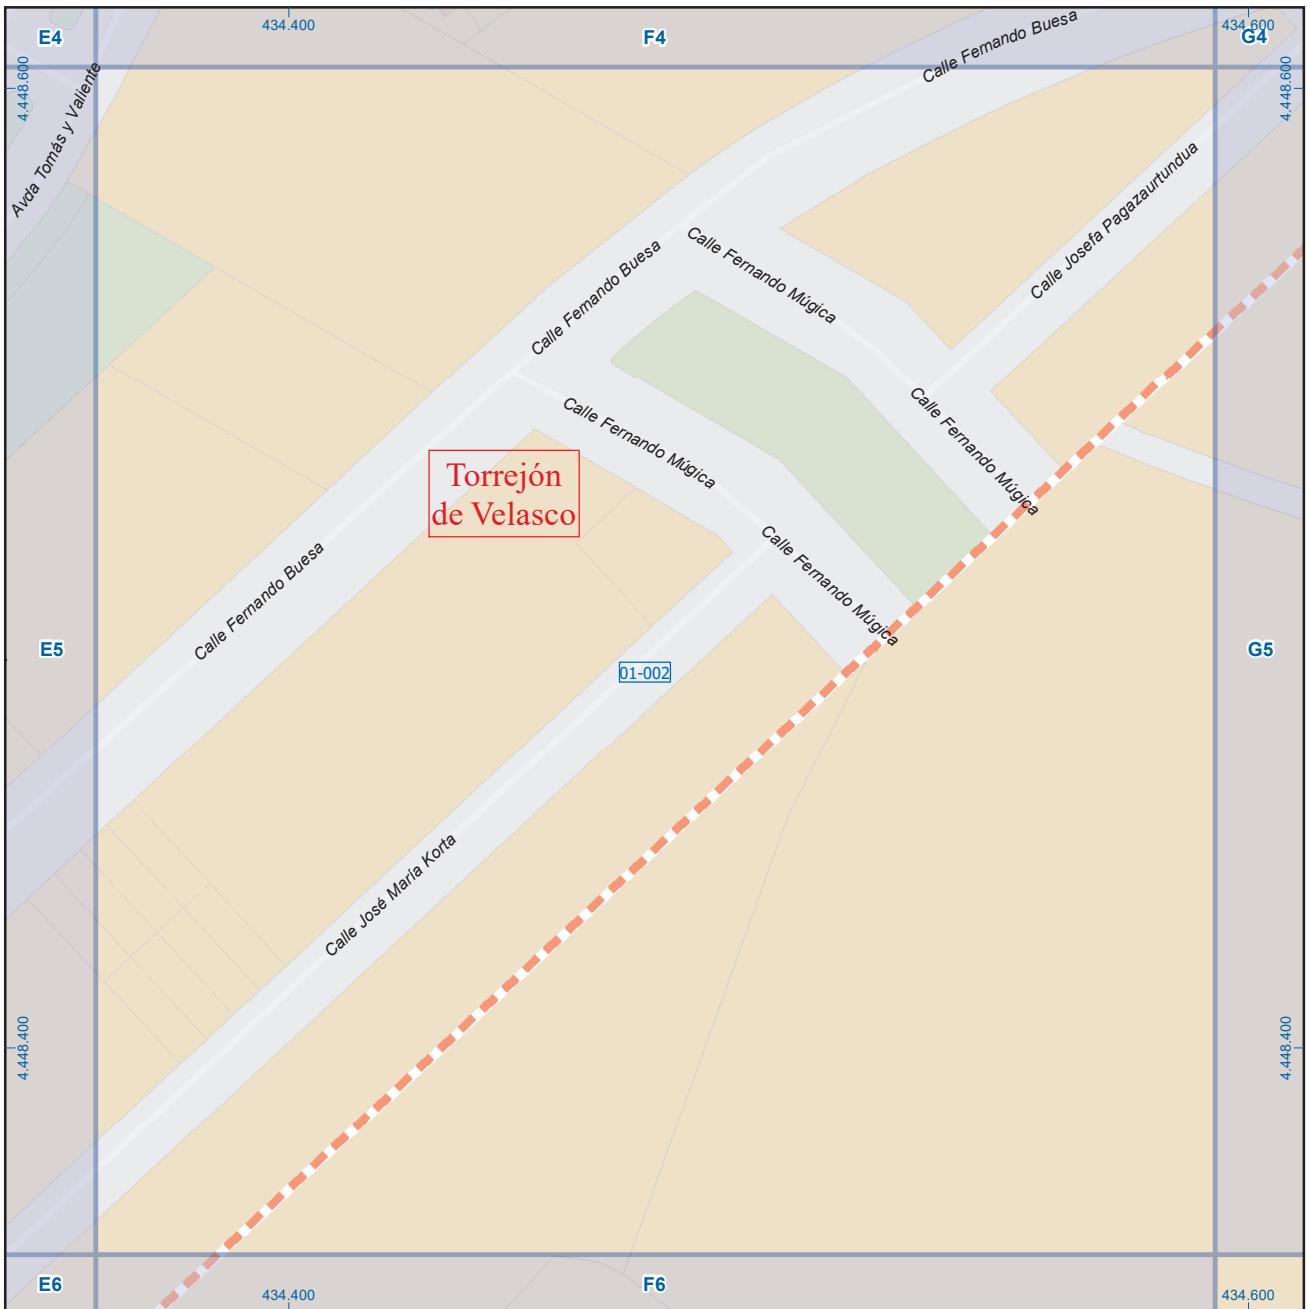 434.400
434.600
E4
F4
G4
4.448.600
4.448.600
Calle Fernando Buesa
Avda Tomás y Valiente
Calle Josefa Pagazaurtundua
Calle Fernando Múgica
Calle Fernando Buesa
Calle Fernando Múgica
Calle Fernando Múgica
Torrejón
de Velasco
Calle Fernando Múgica
Calle Fernando Buesa
E5
G5
01-002
Calle José María Korta
4.448.400
4.448.400
E6
F6
434.400
434.600